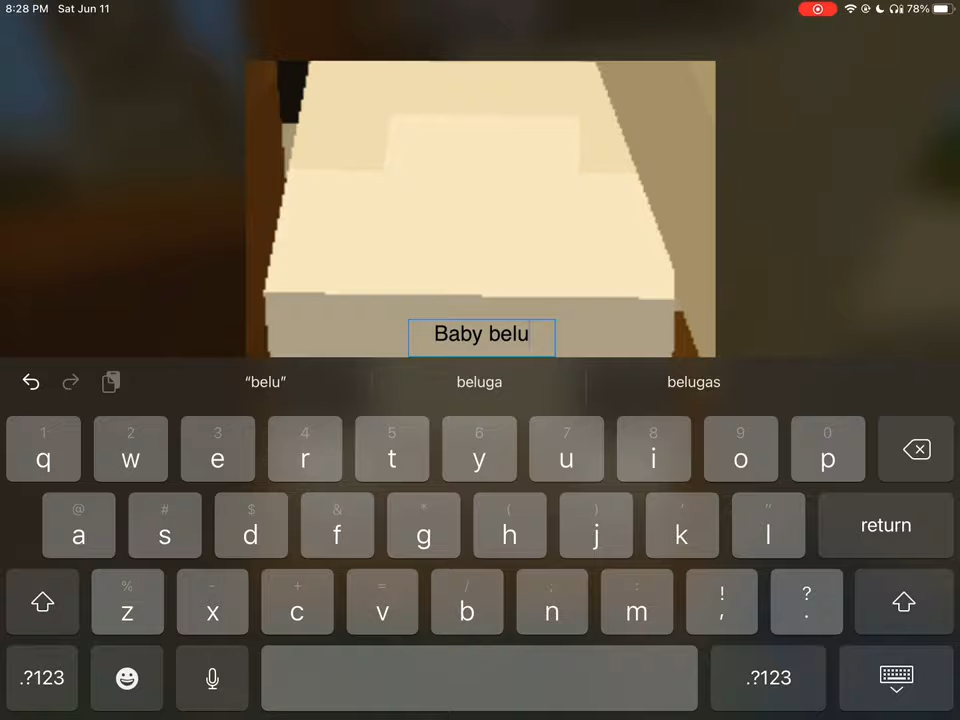 8:28 PM Sat Jun 11
78%
Baby belu
“belu” beluga belugas
1 2 3 4 5 6 7 8 9 0
q w e r t y u i o p
@ # $ & * ( ) ' "
a s d f g h j k l return
% - + = / ; : ! ?
z x c v b n m , .
.?123 .?123